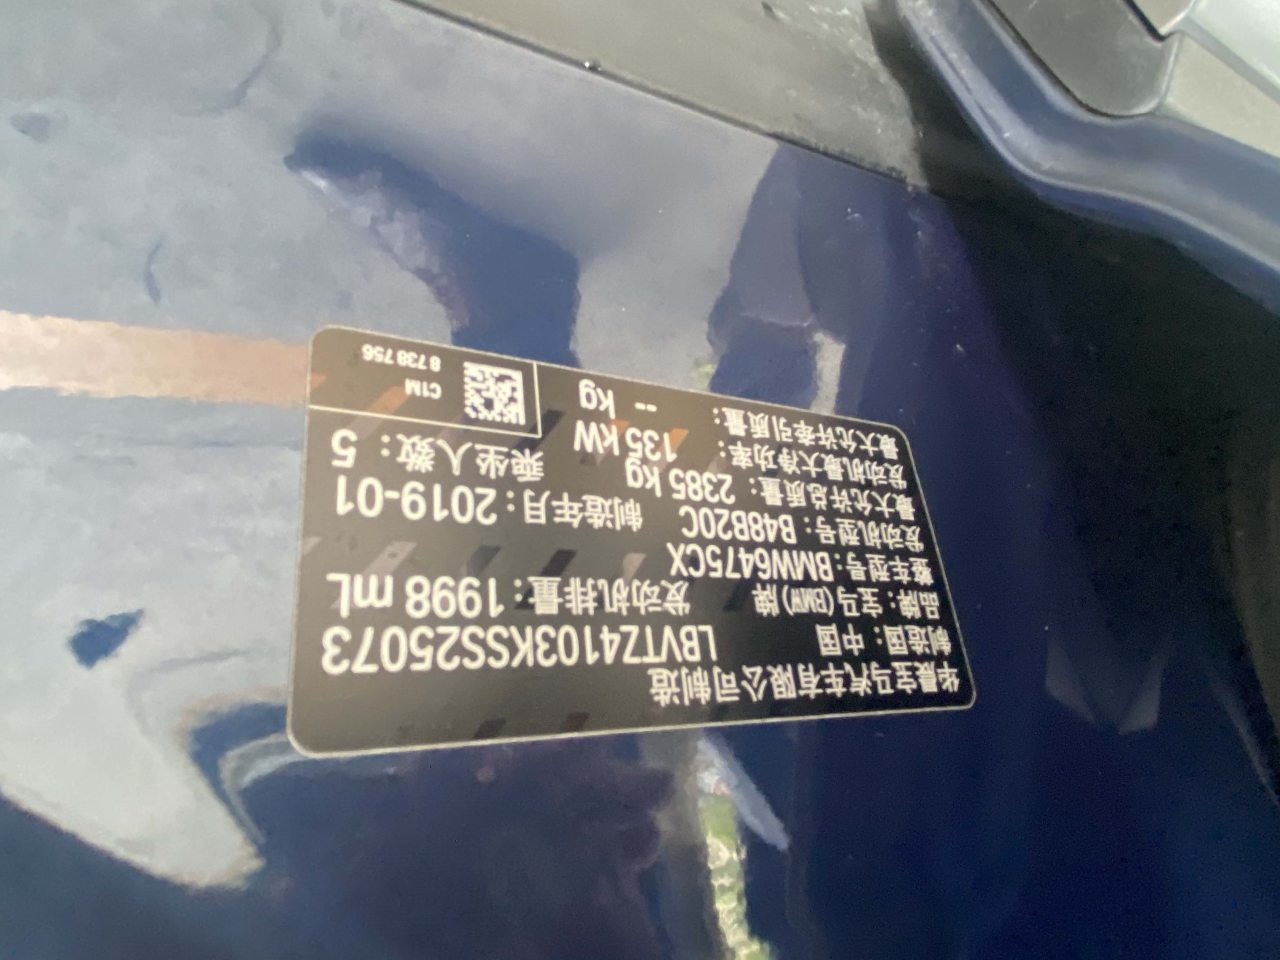 华晨宝马汽车有限公司制造
制造国：中国 LBVTZ4103KSS25073
品牌：宝马(BMW)牌 发动机排量：1998 mL
整车型号：BMW6475CX
发动机型号：B48B20C 制造年月：2019-01
最大允许总质量：2385 kg 乘坐人数：5
发动机最大净功率：135 kW
最大允许牵引质量：-- kg
C1M
8 738 756